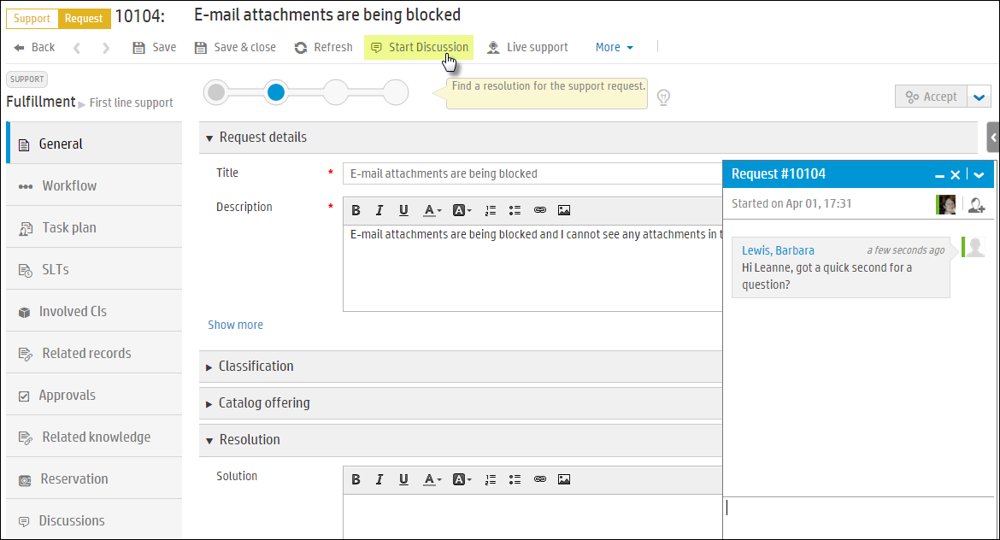 Support Request 10104: E-mail attachments are being blocked
Back Save Save & close Refresh Start Discussion Live support More
SUPPORT
Fulfillment First line support
Find a resolution for the support request.
Accept
General
Workflow
Task plan
SLTs
Involved CIs
Related records
Approvals
Related knowledge
Reservation
Discussions
Request details
Title * E-mail attachments are being blocked
Description *
B I U A A
E-mail attachments are being blocked and I cannot see any attachments in t
Show more
Classification
Catalog offering
Resolution
Solution
B I U A A
Request #10104
Started on Apr 01, 17:31
Lewis, Barbara a few seconds ago
Hi Leanne, got a quick second for a
question?